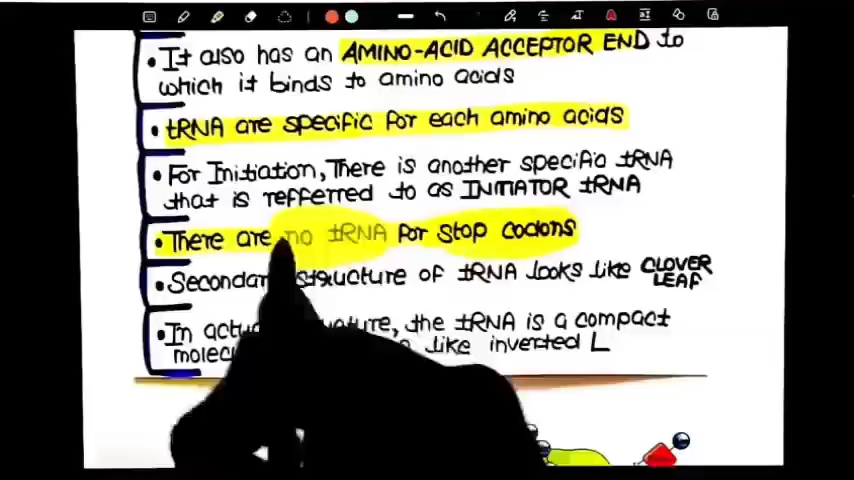 • It also has an AMINO-ACID ACCEPTOR END to
which it binds to amino acids
• tRNA are specific for each amino acids
• For Initiation, There is another specific tRNA
that is refferred to as INITIATOR tRNA
• There are no tRNA for stop codons
• Secondar structure of tRNA looks like CLOVER
LEAF
• In actu ucture, the tRNA is a compact
molec like inverted L